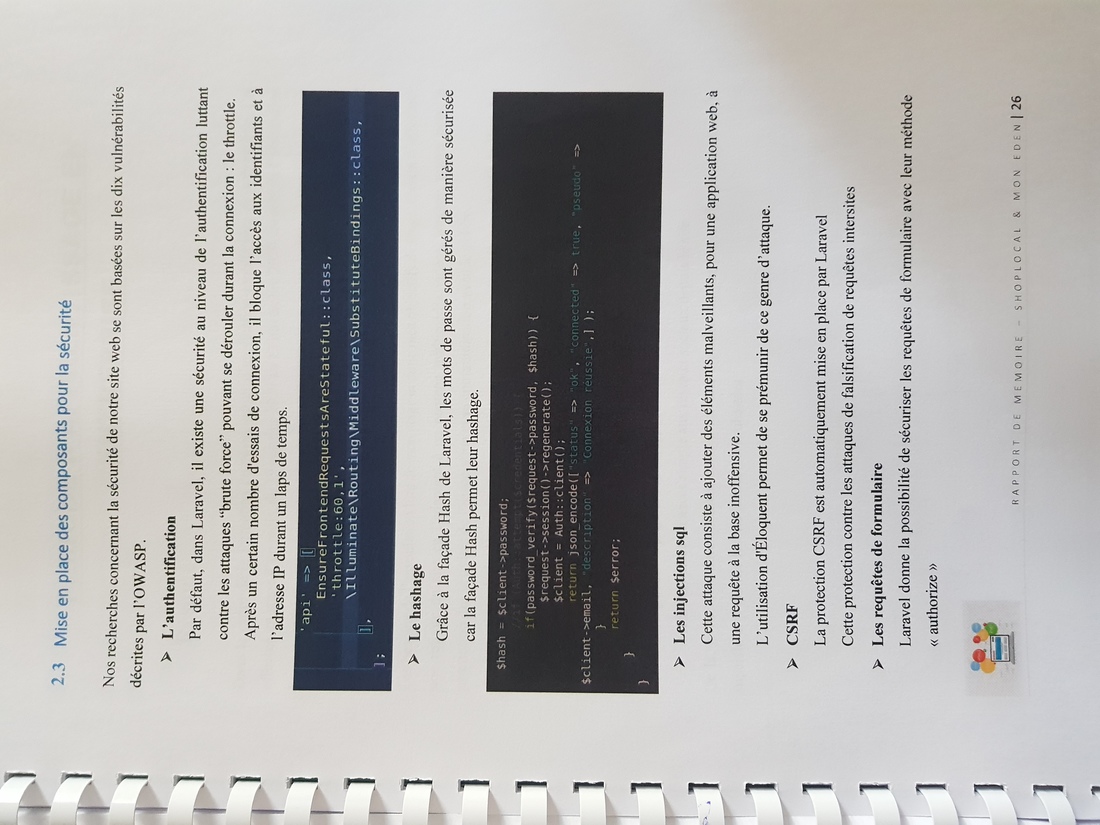 2.3 Mise en place des composants pour la sécurité
Nos recherches concernant la sécurité de notre site web se sont basées sur les dix vulnérabilités
décrites par l'OWASP.
➢ L'authentification
Par défaut, dans Laravel, il existe une sécurité au niveau de l'authentification luttant
contre les attaques “brute force” pouvant se dérouler durant la connexion : le throttle.
Après un certain nombre d'essais de connexion, il bloque l'accès aux identifiants et à
l'adresse IP durant un laps de temps.
'api' => [
EnsureFrontendRequestsAreStateful::class,
'throttle:60,1',
\Illuminate\Routing\Middleware\SubstituteBindings::class,
],
];
➢ Le hashage
Grâce à la façade Hash de Laravel, les mots de passe sont gérés de manière sécurisée
car la façade Hash permet leur hashage.
$hash = $client->password;
//if (Auth::attempt($credentials)) {
if(password_verify($request->password, $hash)) {
$request->session()->regenerate();
$client = Auth::client();
return json_encode(["status" => "ok", "connected" => true, "pseudo" =>
$client->email, "description" => "Connexion réussie",] );
}
return $error;
}
}
➢ Les injections sql
Cette attaque consiste à ajouter des éléments malveillants, pour une application web, à
une requête à la base inoffensive.
L'utilisation d'Éloquent permet de se prémunir de ce genre d'attaque.
➢ CSRF
La protection CSRF est automatiquement mise en place par Laravel
Cette protection contre les attaques de falsification de requêtes intersites
➢ Les requêtes de formulaire
Laravel donne la possibilité de sécuriser les requêtes de formulaire avec leur méthode
« authorize »
RAPPORT DE MEMOIRE – SHOPLOCAL & MON EDEN | 26